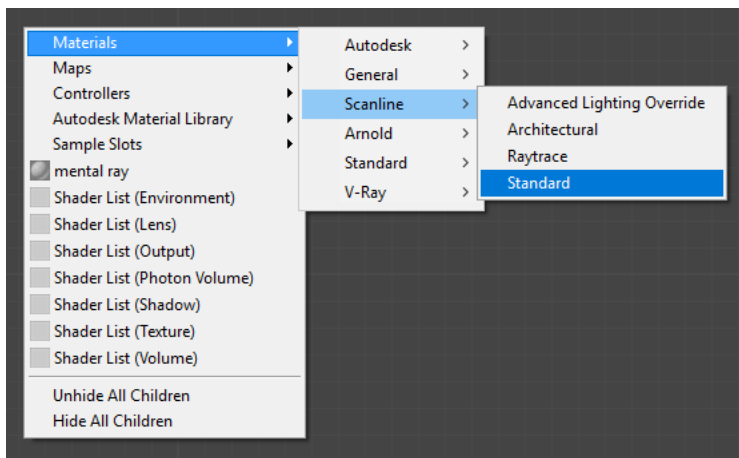 Materials
Maps
Controllers
Autodesk Material Library
Sample Slots
mental ray
Shader List (Environment)
Shader List (Lens)
Shader List (Output)
Shader List (Photon Volume)
Shader List (Shadow)
Shader List (Texture)
Shader List (Volume)
Unhide All Children
Hide All Children
Autodesk
General
Scanline
Arnold
Standard
V-Ray
Advanced Lighting Override
Architectural
Raytrace
Standard